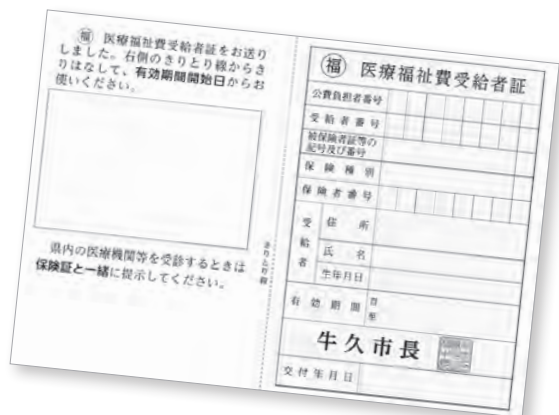 ㊕ 医療福祉費受給者証をお送り
しました。右側のきりとり線からき
りはなして、有効期間開始日からお
使いください。
県内の医療機関等を受診するときは
保険証と一緒に提示してください。
きりとり線
福 医療福祉費受給者証
公費負担者番号
受給者番号
被保険者証等の
記号及び番号
保険種別
保険者番号
受給者
住所
氏名
生年月日
有効期間 自
至
牛久市長
交付年月日